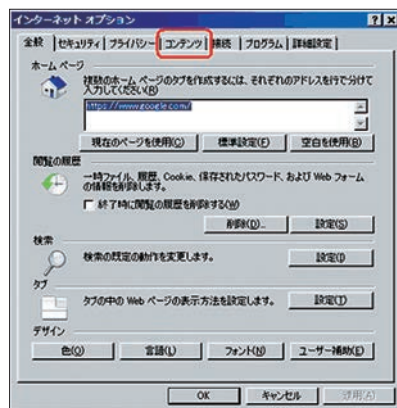 インターネット オプション
全般 セキュリティ プライバシー コンテンツ 接続 プログラム 詳細設定
ホーム ページ
複数のホーム ページのタブを作成するには、それぞれのアドレスを行で分けて
入力してください(R)
https://www.google.com/
現在のページを使用(C) 標準設定(F) 空白を使用(B)
閲覧の履歴
一時ファイル、履歴、Cookie、保存されたパスワード、および Web フォーム
の情報を削除します。
終了時に閲覧の履歴を削除する(W)
削除(D)... 設定(S)
検索
検索の既定の動作を変更します。 設定(I)
タブ
タブの中の Web ページの表示方法を設定します。 設定(T)
デザイン
色(O) 言語(L) フォント(N) ユーザー補助(E)
OK キャンセル 適用(A)